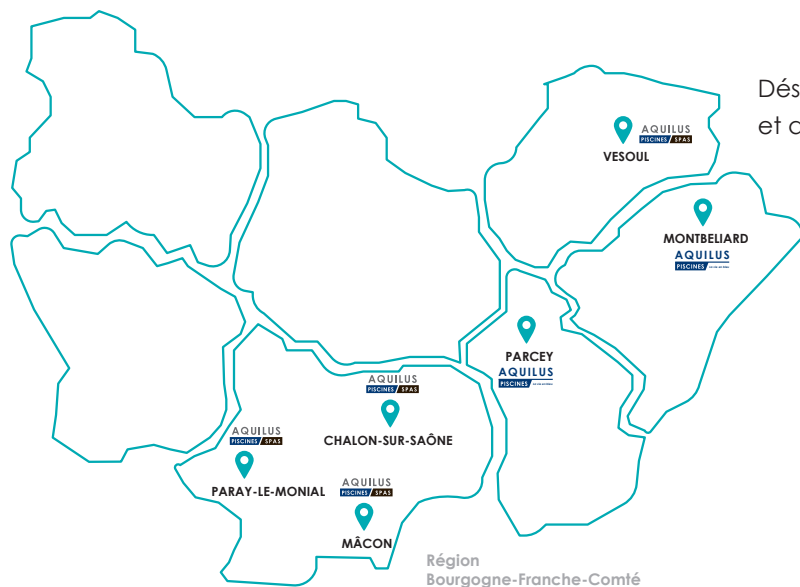 Dés
et d
AQUILUS
PISCINES / SPAS
VESOUL
MONTBELIARD
AQUILUS
PISCINES
PARCEY
AQUILUS
PISCINES
AQUILUS
PISCINES / SPAS
CHALON-SUR-SAÔNE
AQUILUS
PISCINES / SPAS
PARAY-LE-MONIAL
AQUILUS
PISCINES / SPAS
MÂCON
Région
Bourgogne-Franche-Comté